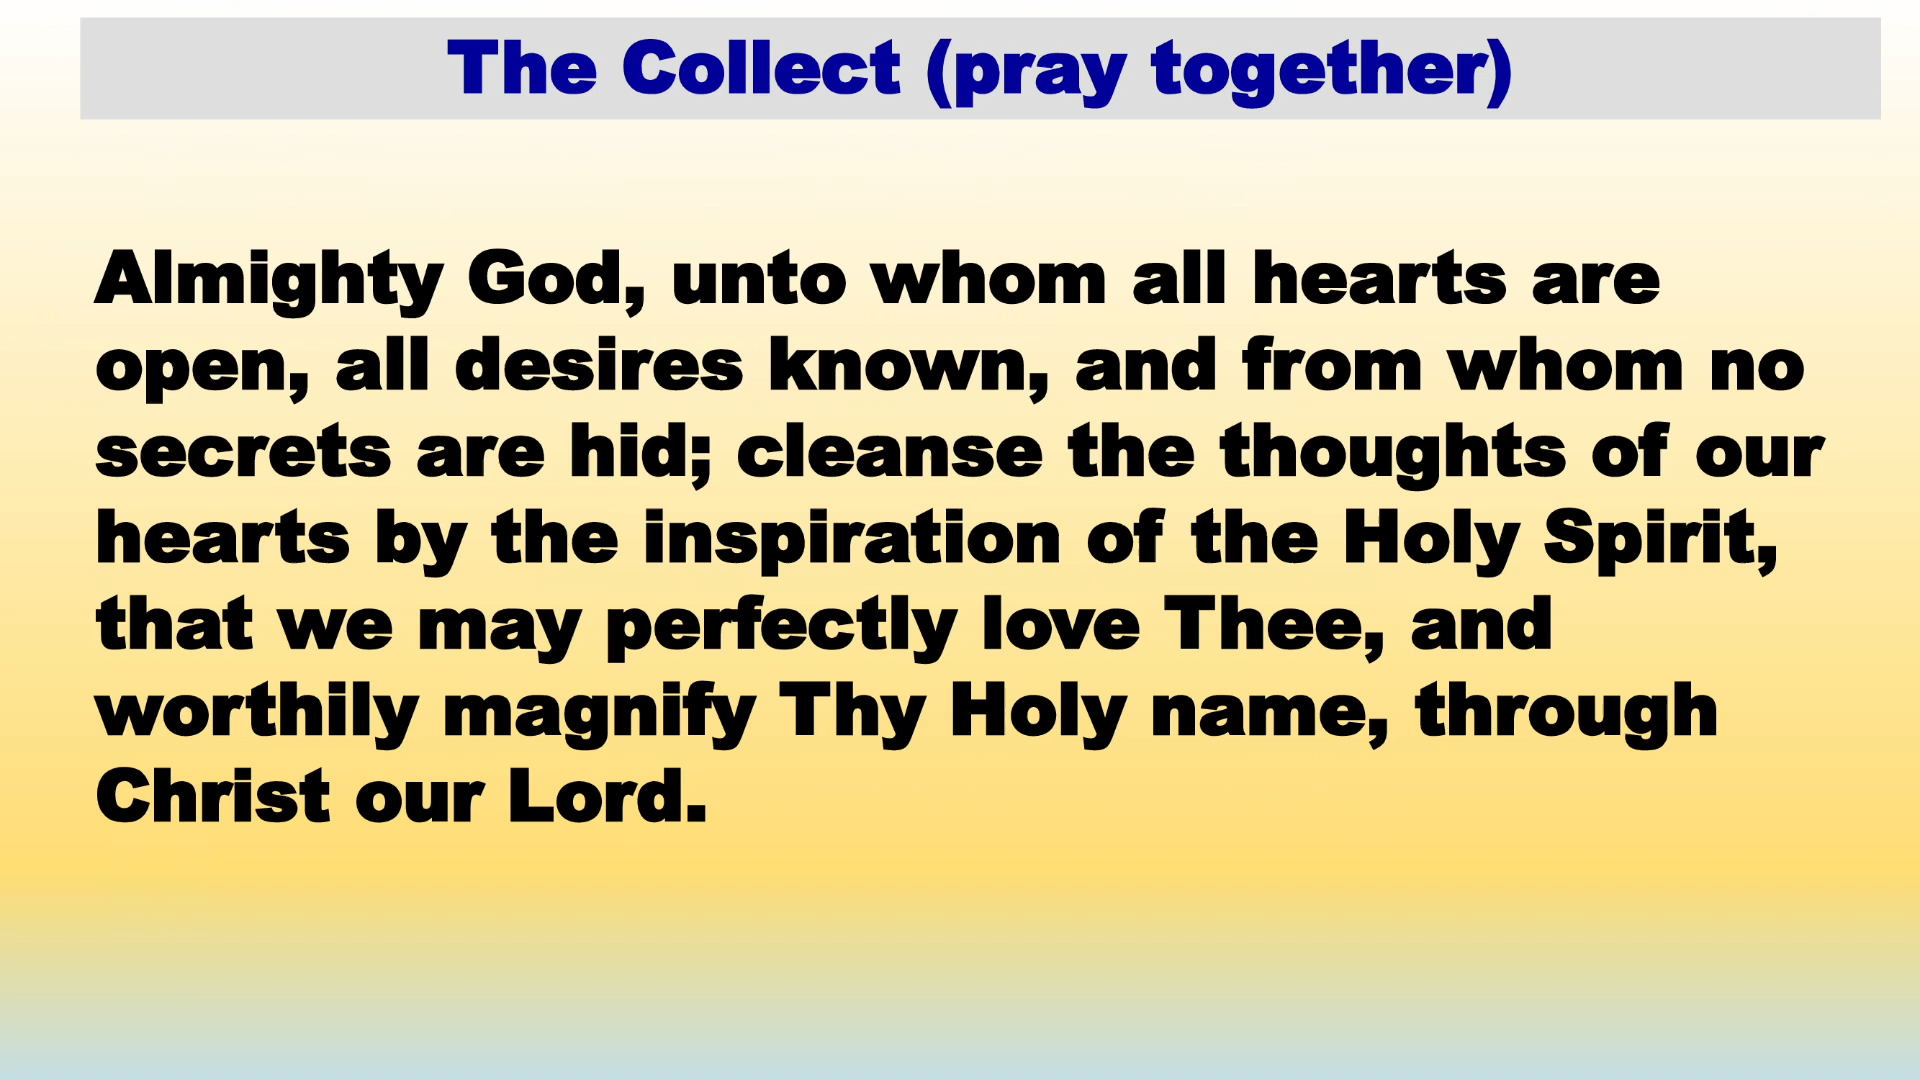 The Collect (pray together)
Almighty God, unto whom all hearts are
open, all desires known, and from whom no
secrets are hid; cleanse the thoughts of our
hearts by the inspiration of the Holy Spirit,
that we may perfectly love Thee, and
worthily magnify Thy Holy name, through
Christ our Lord.